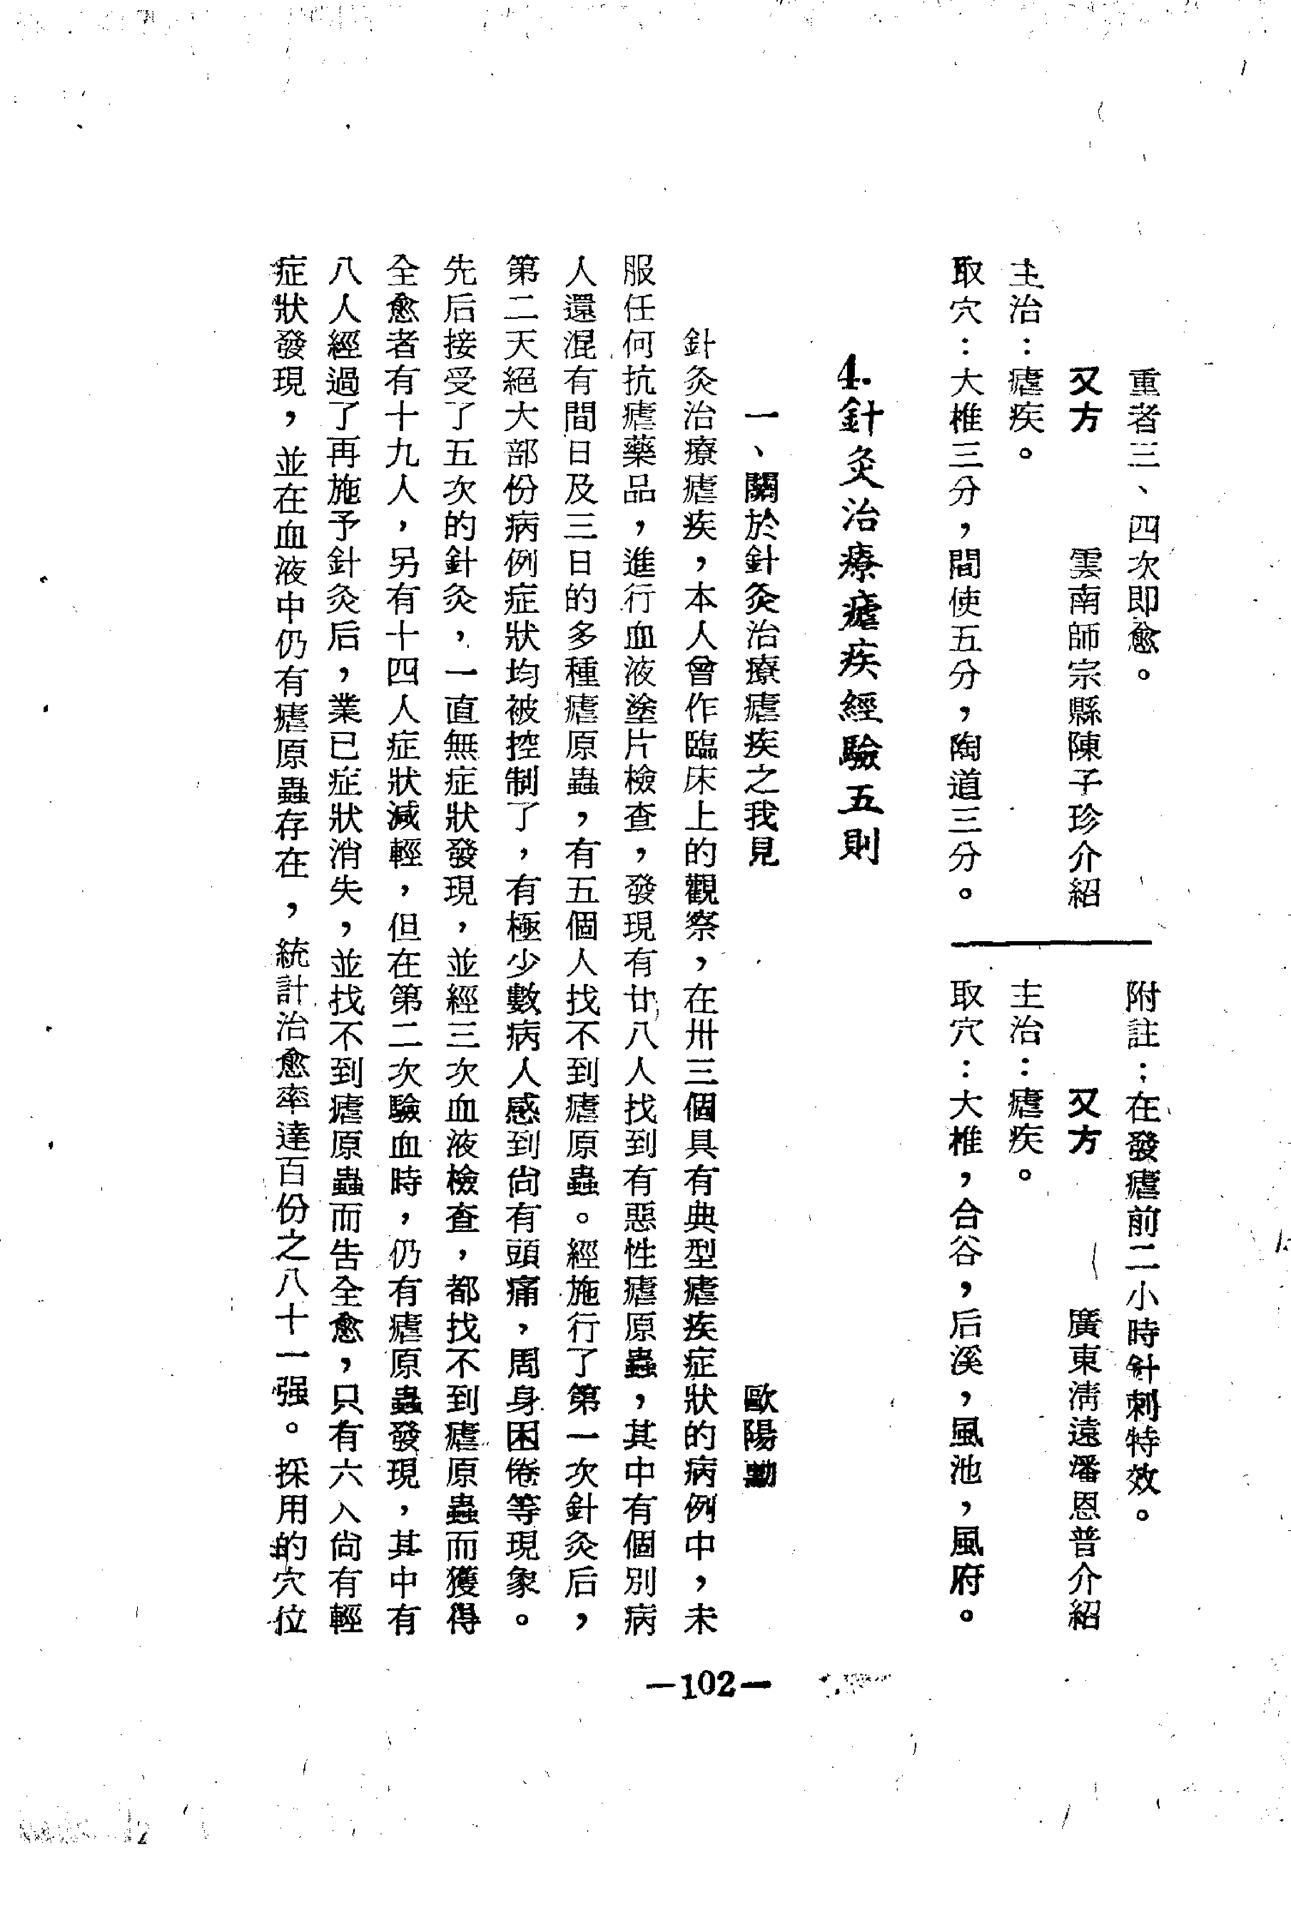 重者三、四次即愈。
又方　　雲南師宗縣陳子珍介紹
主治：瘧疾。
取穴：大椎三分，間使五分，陶道三分。
附註：在發瘧前二小時針刺特效。
又方　　廣東清遠潘恩普介紹
主治：瘧疾。
取穴：大椎，合谷，后溪，風池，風府。
4.針灸治療瘧疾經驗五則
一、關於針灸治療瘧疾之我見　　歐陽勳
針灸治療瘧疾，本人曾作臨床上的觀察，在卅三個具有典型瘧疾症狀的病例中，未
服任何抗瘧藥品，進行血液塗片檢查，發現有廿八人找到有惡性瘧原蟲，其中有個別病
人還混有間日及三日的多種瘧原蟲，有五個人找不到瘧原蟲。經施行了第一次針灸后，
第二天絕大部份病例症狀均被控制了，有極少數病人感到尙有頭痛，周身困倦等現象。
先后接受了五次的針灸，一直無症狀發現，並經三次血液檢查，都找不到瘧原蟲而獲得
全愈者有十九人，另有十四人症狀減輕，但在第二次驗血時，仍有瘧原蟲發現，其中有
八人經過了再施予針灸后，業已症狀消失，並找不到瘧原蟲而告全愈，只有六人尙有輕
症狀發現，並在血液中仍有瘧原蟲存在，統計治愈率達百份之八十一强。採用的穴位
—102—